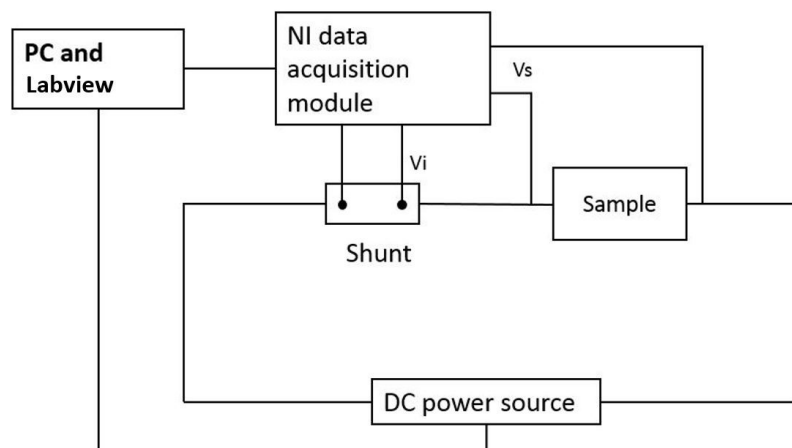 PC and
Labview
NI data
acquisition
module
Vs
Vi
Sample
Shunt
DC power source